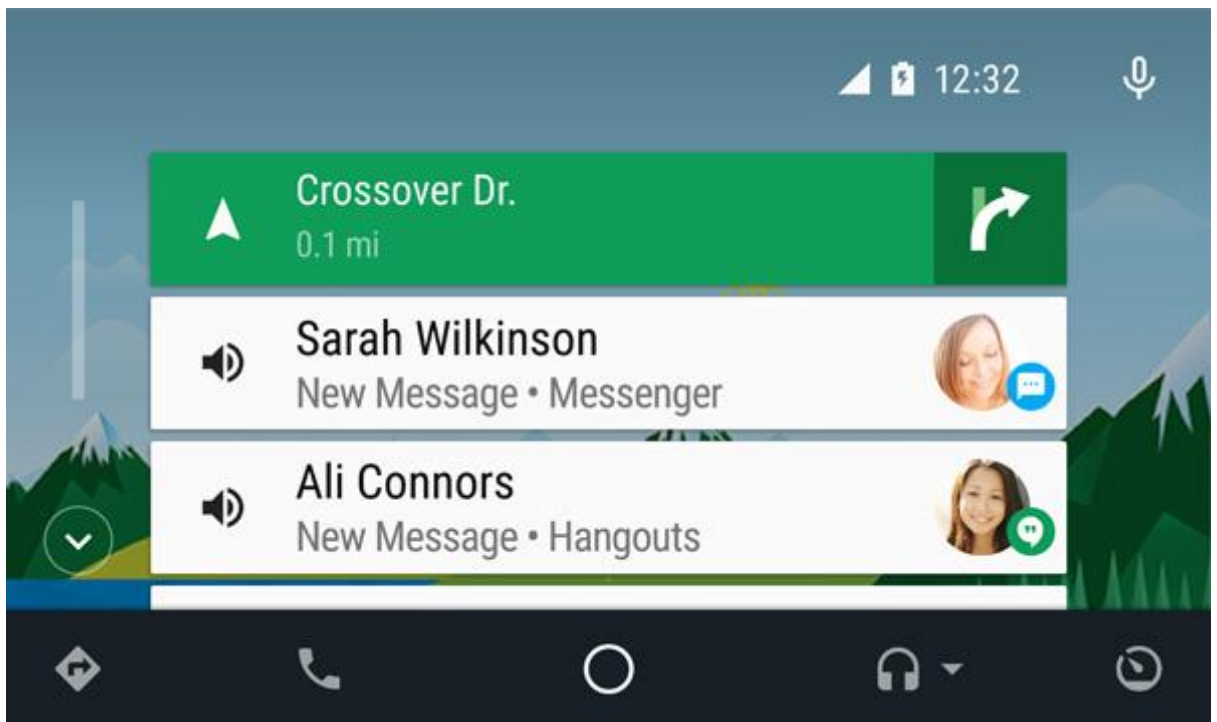 12:32
Crossover Dr.
0.1 mi
Sarah Wilkinson
New Message • Messenger
Ali Connors
New Message • Hangouts